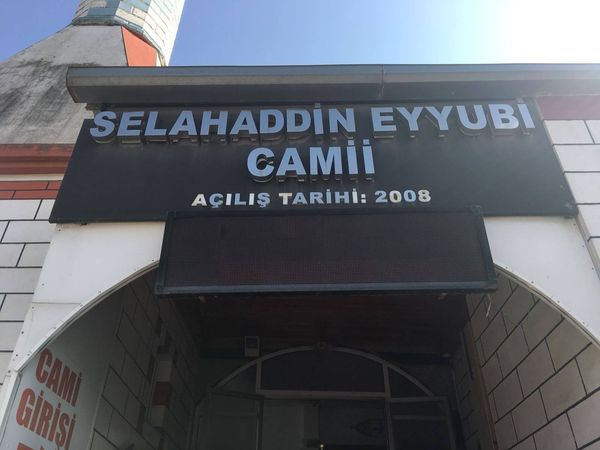 SELAHADDİN EYYUBİ
CAMİİ
AÇILIŞ TARİHİ: 2008
CAMİ
GİRİŞİ